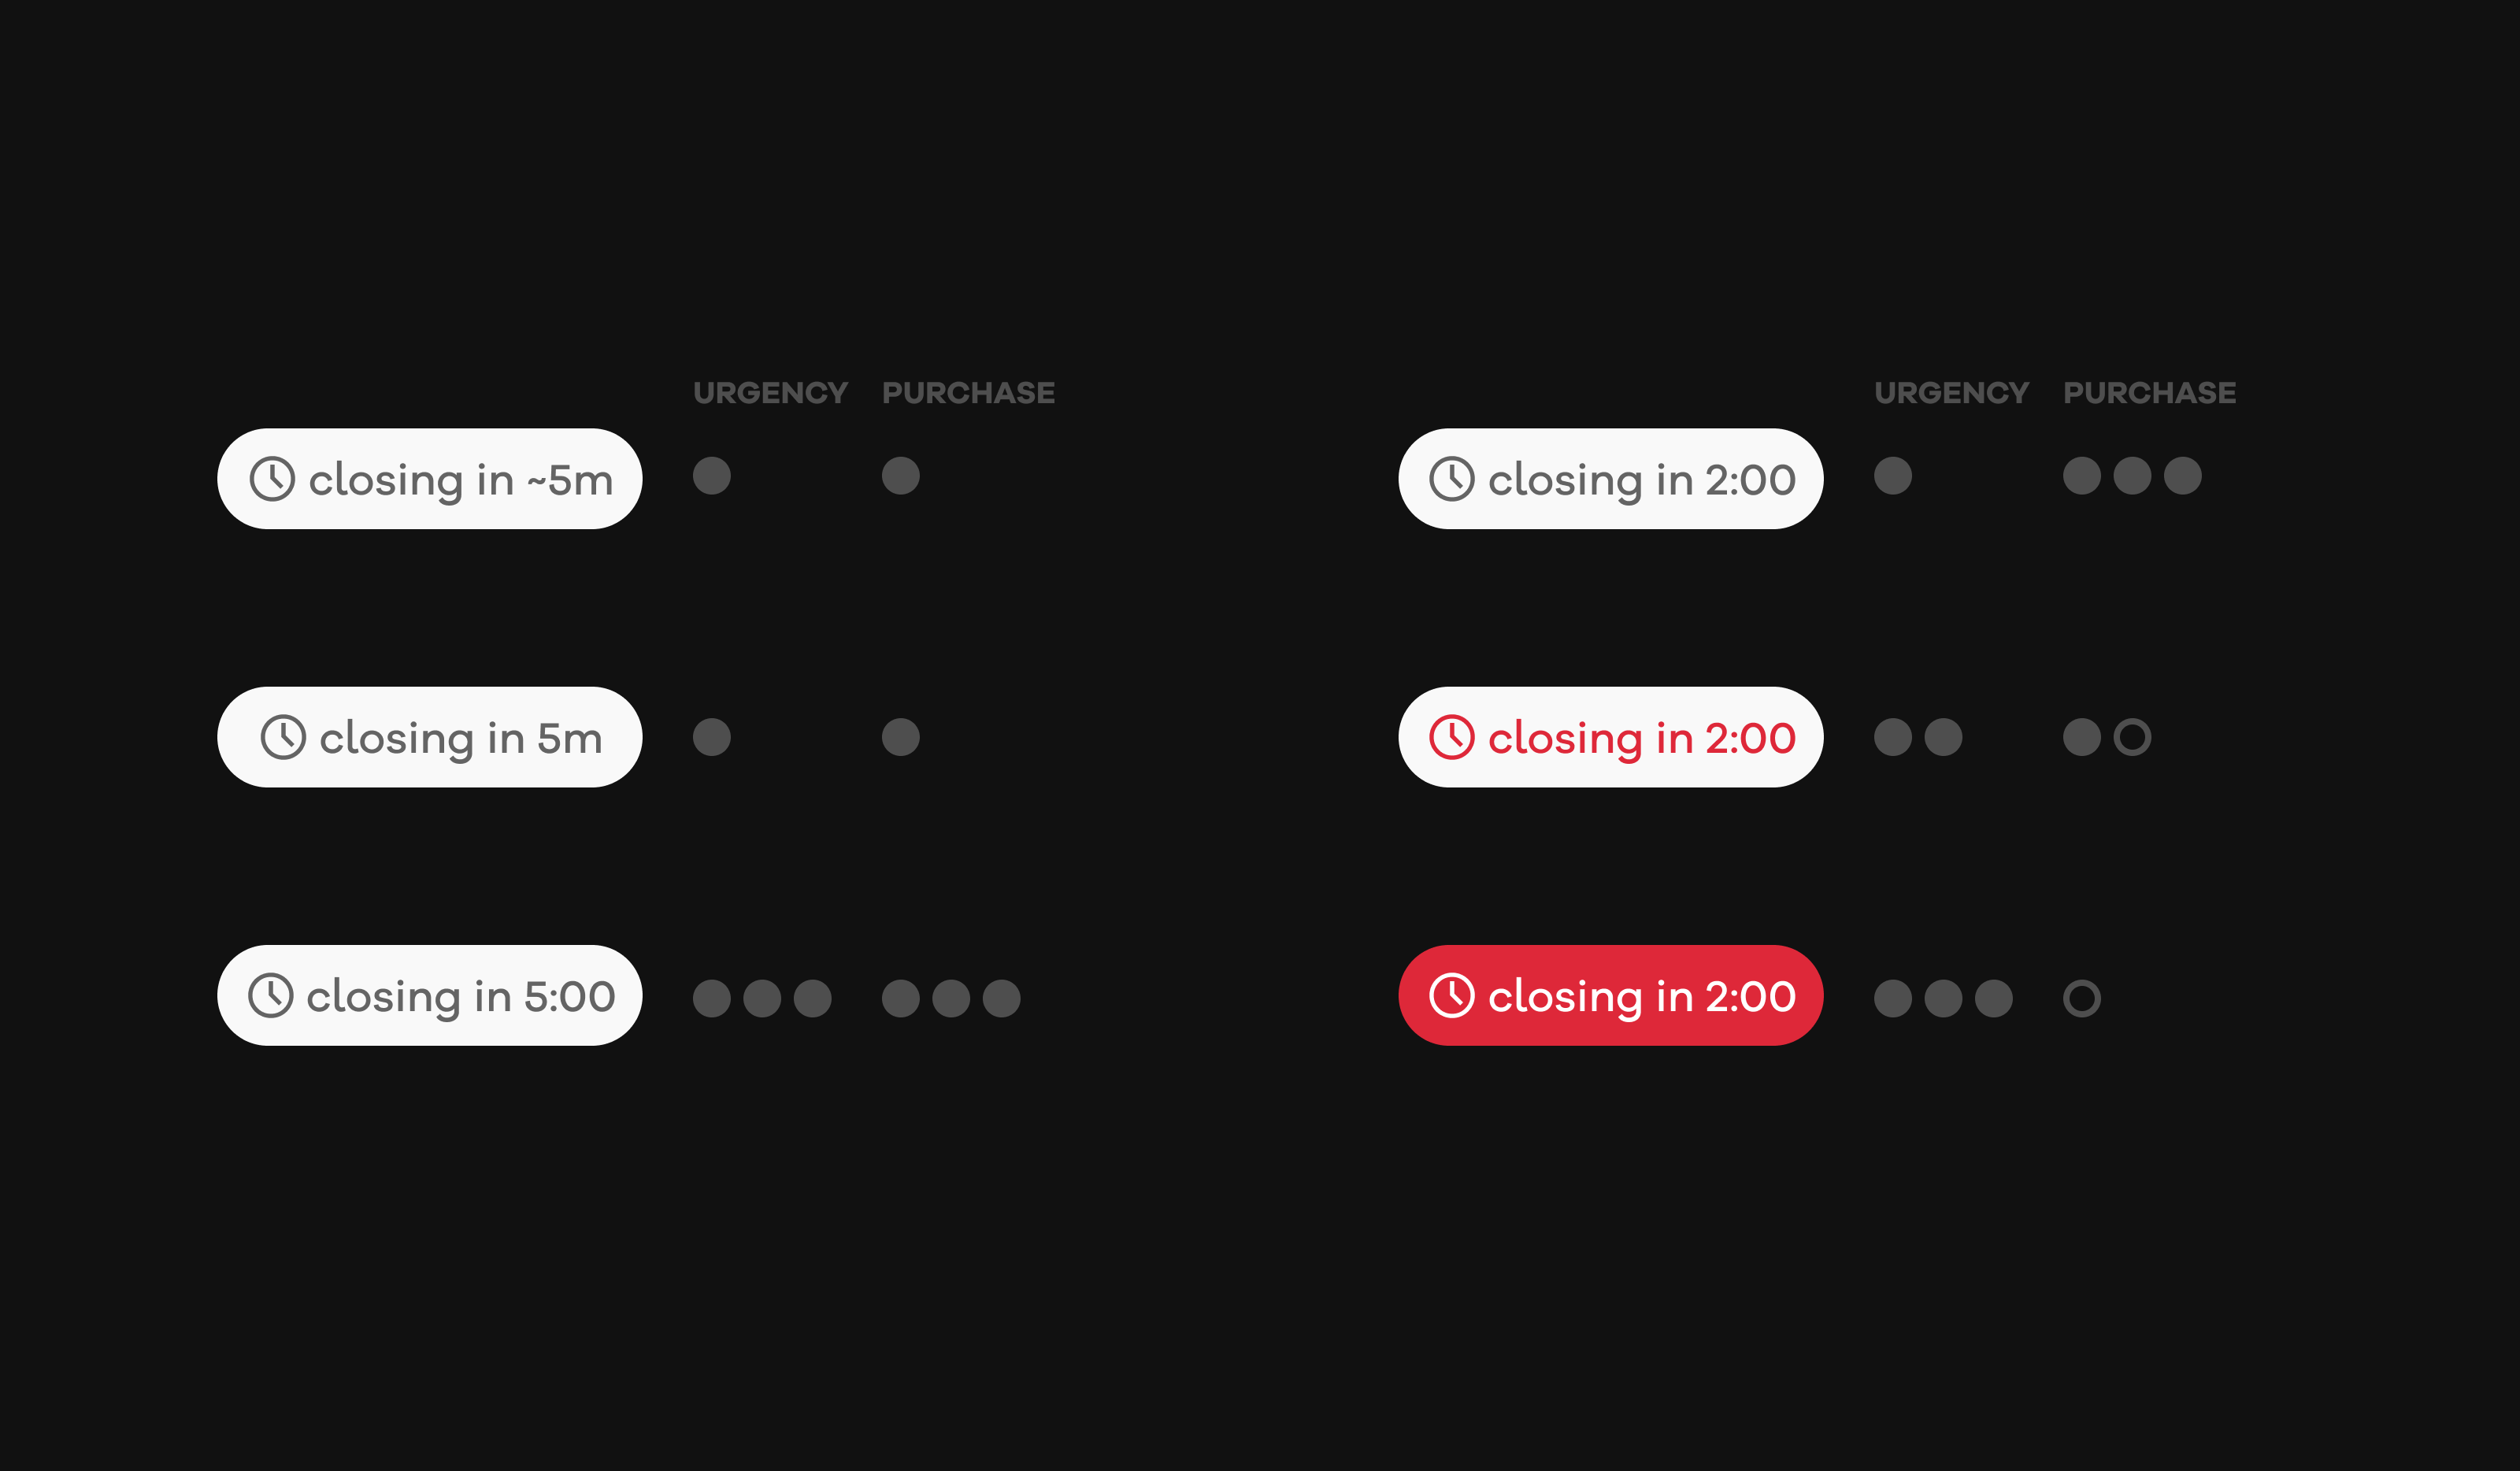 URGENCY PURCHASE
closing in ~5m
closing in 5m
closing in 5:00
URGENCY PURCHASE
closing in 2:00
closing in 2:00
closing in 2:00